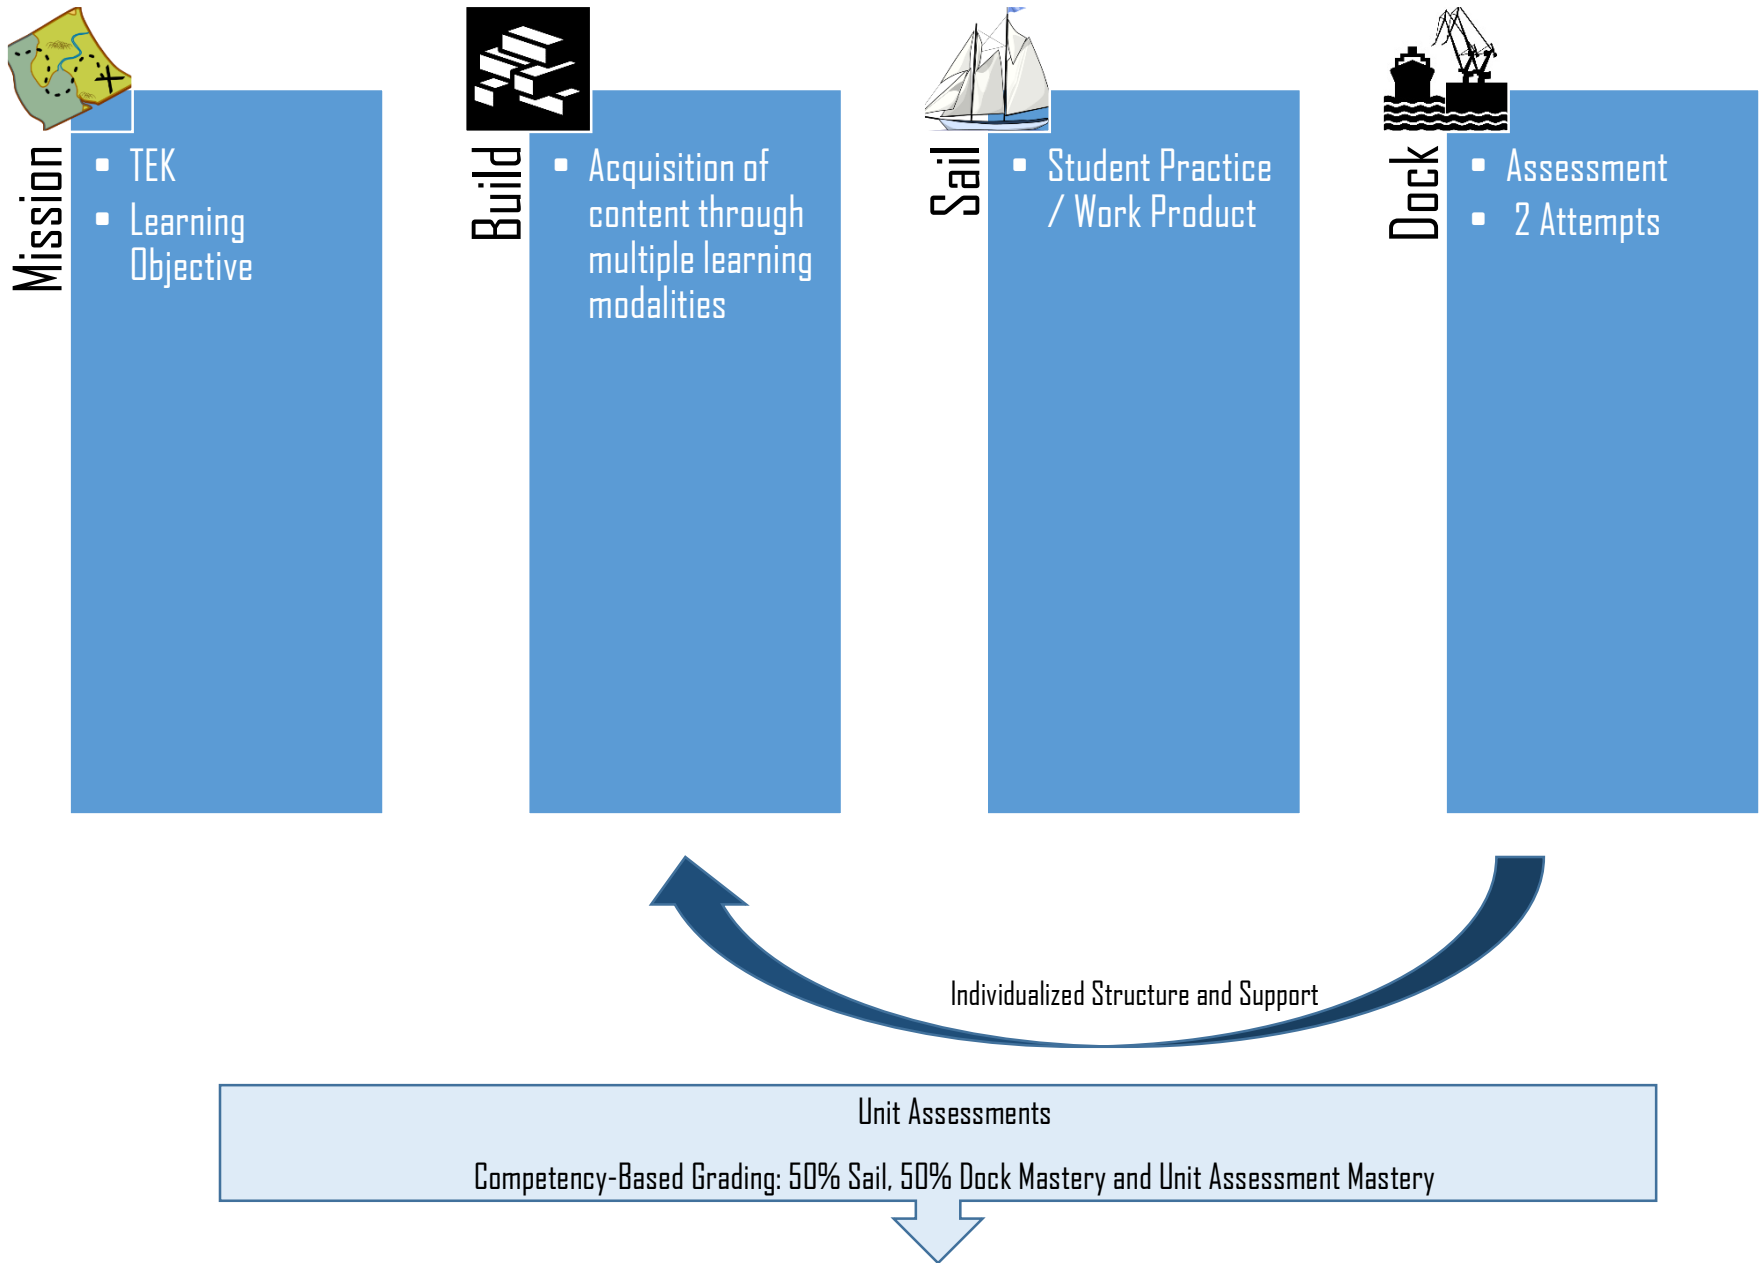 Mission
▪ TEK
▪ Learning
Objective
Build
▪ Acquisition of
content through
multiple learning
modalities
Sail
▪ Student Practice
/ Work Product
Dock
▪ Assessment
▪ 2 Attempts
Individualized Structure and Support
Unit Assessments
Competency-Based Grading: 50% Sail, 50% Dock Mastery and Unit Assessment Mastery